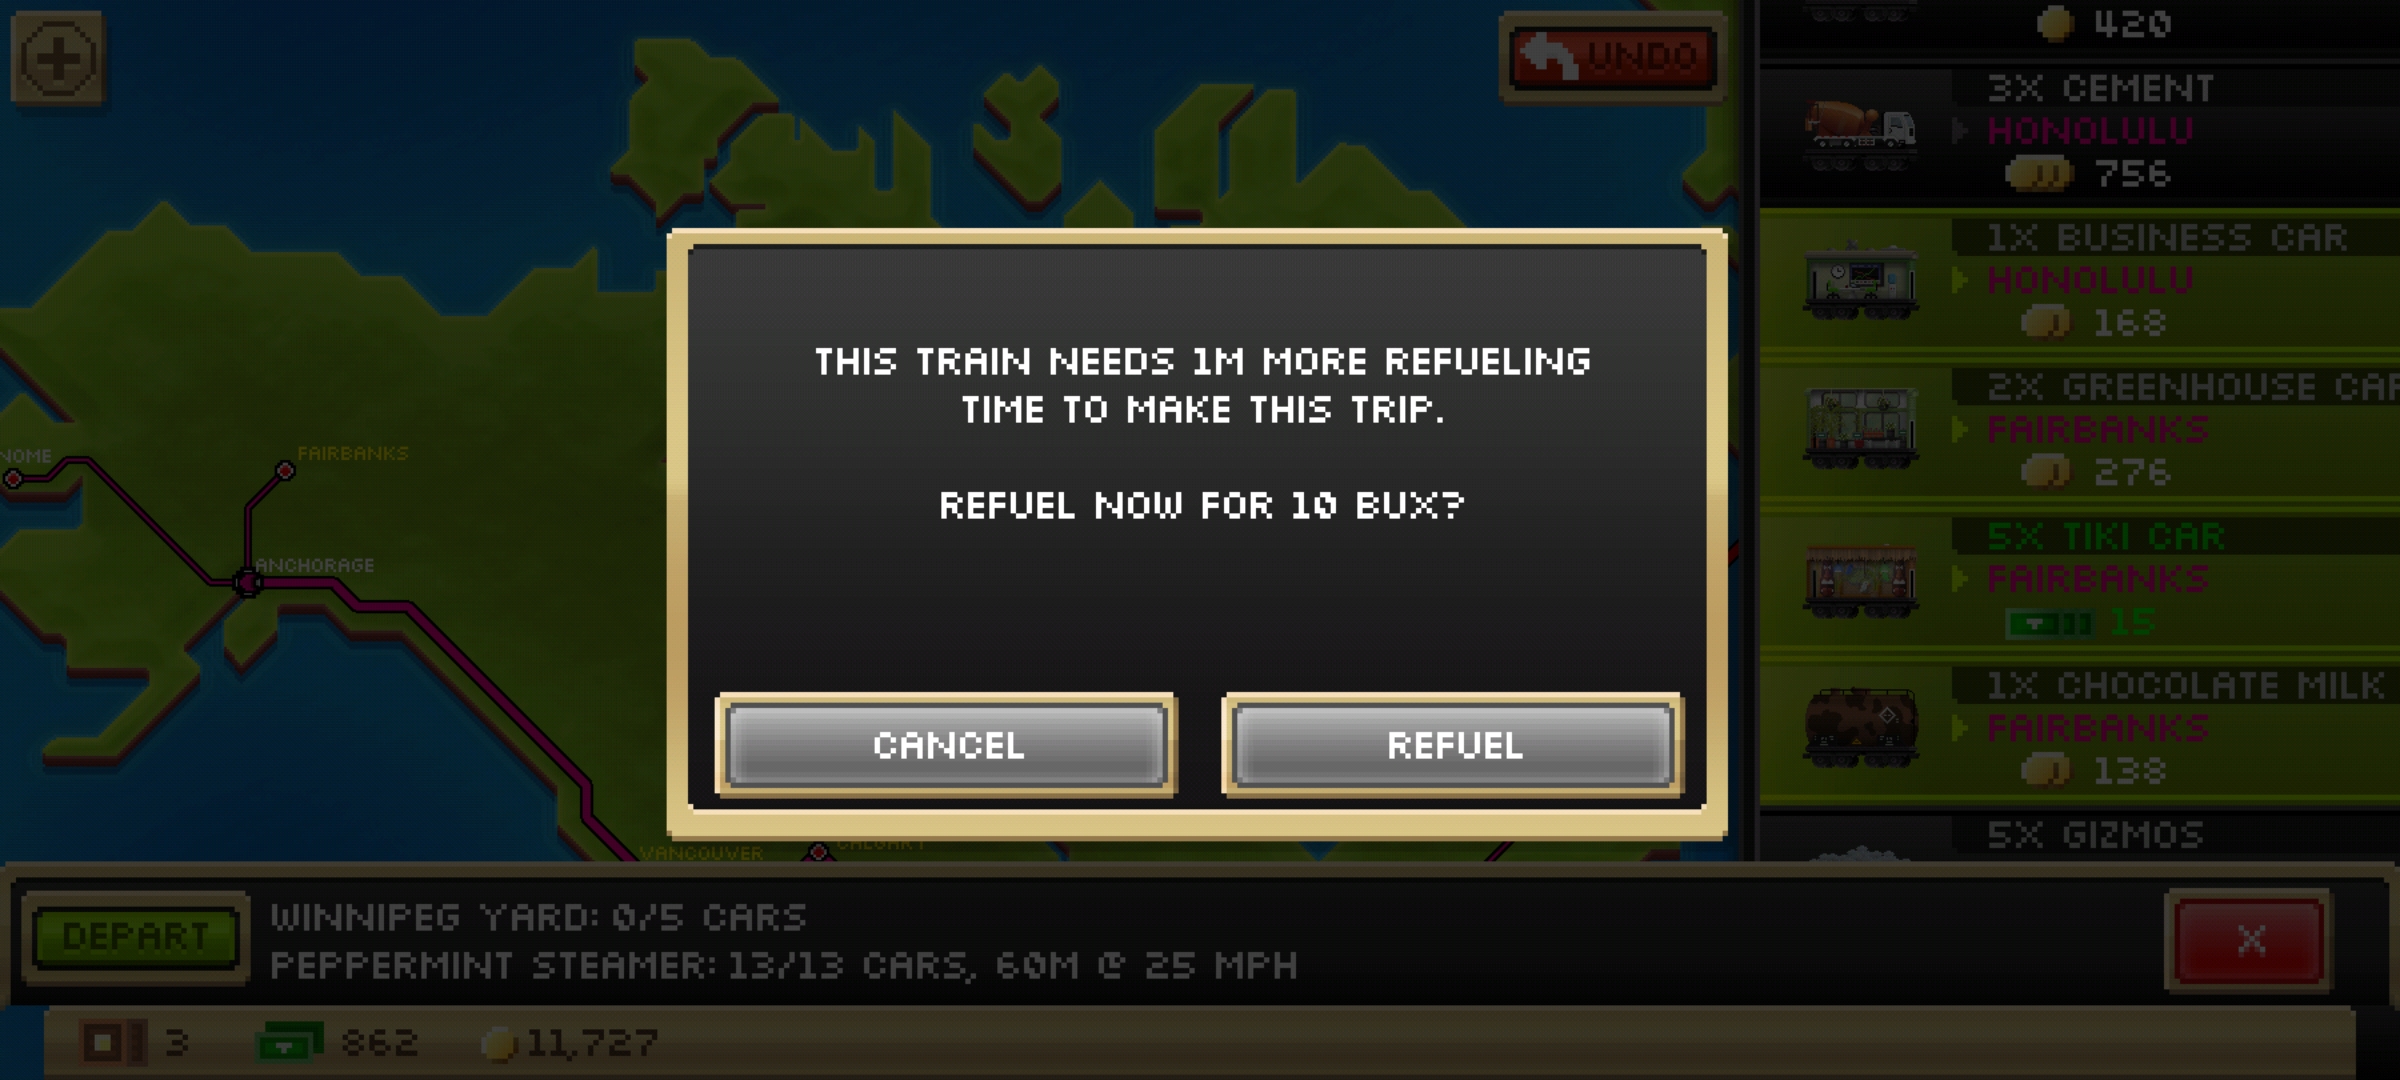 UNDO
420
3X CEMENT
HONOLULU
756
1X BUSINESS CAR
HONOLULU
168
2X GREENHOUSE CAR
FAIRBANKS
276
5X TIKI CAR
FAIRBANKS
15
1X CHOCOLATE MILK
FAIRBANKS
138
5X GIZMOS
THIS TRAIN NEEDS 1M MORE REFUELING
TIME TO MAKE THIS TRIP.
REFUEL NOW FOR 10 BUX?
CANCEL
REFUEL
NOME
FAIRBANKS
ANCHORAGE
VANCOUVER
CALGARY
DEPART
WINNIPEG YARD: 0/5 CARS
PEPPERMINT STEAMER: 13/13 CARS, 60M @ 25 MPH
X
3
862
11,727